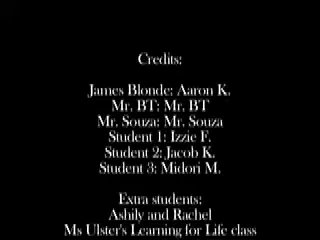 Credits:
James Blonde: Aaron K.
Mr. BT: Mr. BT
Mr. Souza: Mr. Souza
Student 1: Izzie F.
Student 2: Jacob K.
Student 3: Midori M.
Extra students:
Ashily and Rachel
Ms Ulster's Learning for Life class